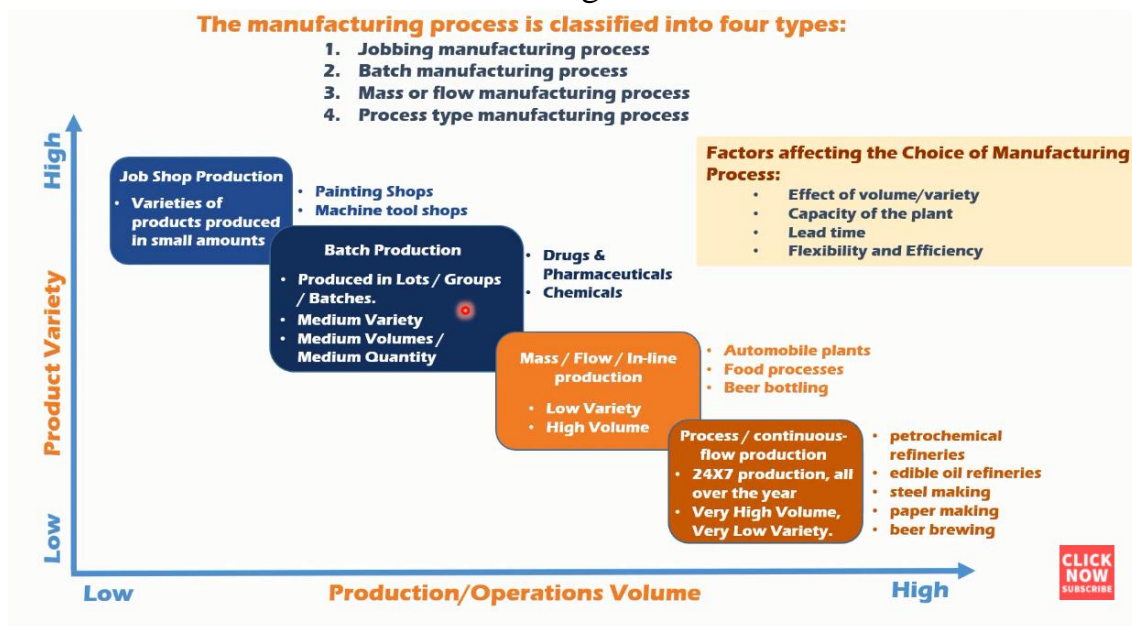 The manufacturing process is classified into four types:
1. Jobbing manufacturing process
2. Batch manufacturing process
3. Mass or flow manufacturing process
4. Process type manufacturing process
High
Product Variety
Low
Job Shop Production
• Varieties of
products produced
in small amounts
• Painting Shops
• Machine tool shops
Batch Production
• Produced in Lots / Groups
/ Batches.
• Medium Variety
• Medium Volumes /
Medium Quantity
• Drugs &
Pharmaceuticals
• Chemicals
Factors affecting the Choice of Manufacturing
Process:
• Effect of volume/variety
• Capacity of the plant
• Lead time
• Flexibility and Efficiency
Mass / Flow / In-line
production
• Low Variety
• High Volume
• Automobile plants
• Food processes
• Beer bottling
Process / continuous-
flow production
• 24X7 production, all
over the year
• Very High Volume,
Very Low Variety.
• petrochemical
refineries
• edible oil refineries
• steel making
• paper making
• beer brewing
Low
Production/Operations Volume
High
CLICK
NOW
SUBSCRIBE